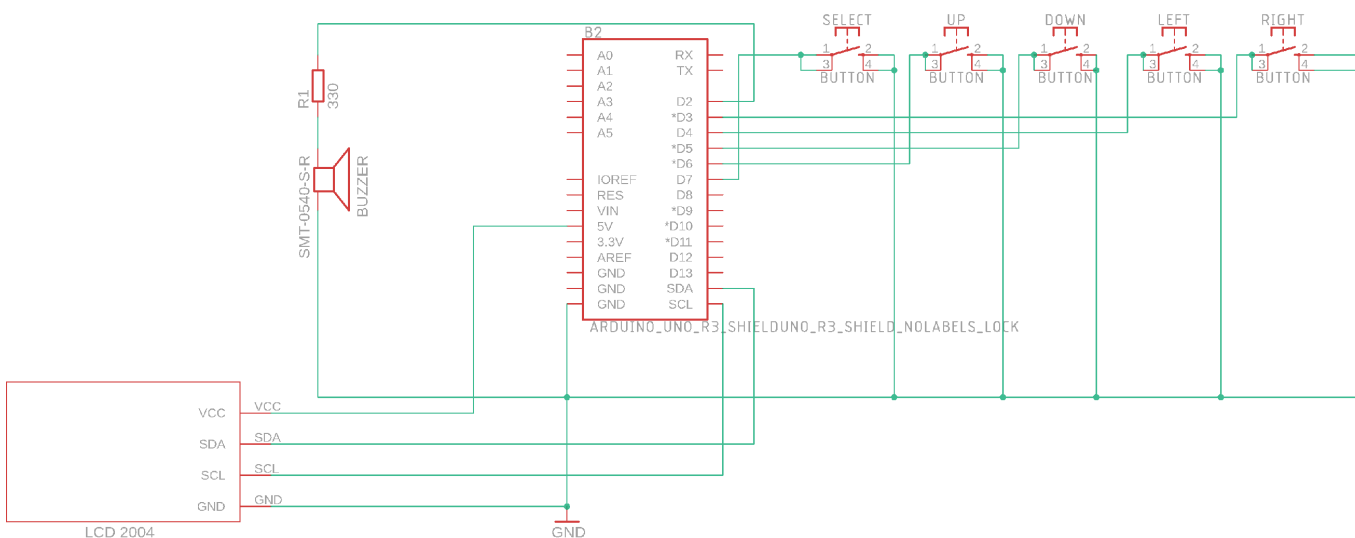 SELECT
UP
DOWN
LEFT
RIGHT
1 2
3 4
BUTTON
1 2
3 4
BUTTON
1 2
3 4
BUTTON
1 2
3 4
BUTTON
1 2
3 4
BUTTON
R1
330
SMT-0540-S-R
BUZZER
B2
A0 RX
A1 TX
A2
A3 D2
A4 *D3
A5 D4
*D5
*D6
IOREF D7
RES D8
VIN *D9
5V *D10
3.3V *D11
AREF D12
GND D13
GND SDA
GND SCL
ARDUINO_UNO_R3_SHIELDUNO_R3_SHIELD_NOLABELS_LOCK
VCC VCC
SDA SDA
SCL SCL
GND GND
LCD 2004
GND